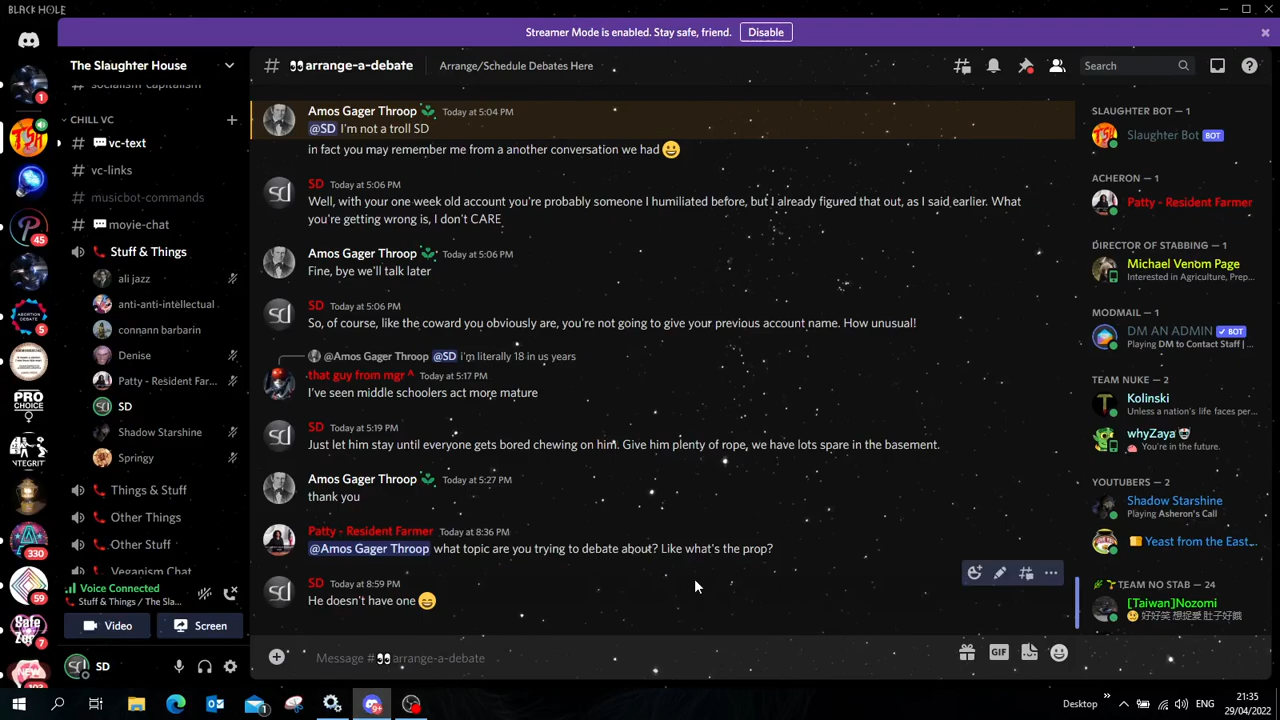 BLACK HOLE
Streamer Mode is enabled. Stay safe, friend.
Disable
The Slaughter House
socialism-capitalism
CHILL VC
vc-text
vc-links
musicbot-commands
movie-chat
Stuff & Things
ali jazz
anti-anti-intellectual
connann barbarin
Denise
Patty - Resident Far...
SD
Shadow Starshine
Springy
Things & Stuff
Other Things
Other Stuff
Veganism Chat
Voice Connected
Stuff & Things / The Sla...
Video
Screen
SD
1
45
5
PRO
CHOICE
INTEGRIT
330
59
Safe
Zon
7
103
arrange-a-debate
Arrange/Schedule Debates Here
Search
Amos Gager Throop Today at 5:04 PM
@SD I'm not a troll SD
in fact you may remember me from a another conversation we had 😀
SD Today at 5:06 PM
Well, with your one week old account you're probably someone I humiliated before, but I already figured that out, as I said earlier. What
you're getting wrong is, I don't CARE
Amos Gager Throop Today at 5:06 PM
Fine, bye we'll talk later
SD Today at 5:06 PM
So, of course, like the coward you obviously are, you're not going to give your previous account name. How unusual!
@Amos Gager Throop @SD i'm literally 18 in us years
that guy from mgr ^ Today at 5:17 PM
I've seen middle schoolers act more mature
SD Today at 5:19 PM
Just let him stay until everyone gets bored chewing on him. Give him plenty of rope, we have lots spare in the basement.
Amos Gager Throop Today at 5:27 PM
thank you
Patty - Resident Farmer Today at 8:36 PM
@Amos Gager Throop what topic are you trying to debate about? Like what's the prop?
SD Today at 8:59 PM
He doesn't have one 😄
Message #👀arrange-a-debate
GIF
SLAUGHTER BOT — 1
Slaughter Bot BOT
ACHERON — 1
Patty - Resident Farmer
DIRECTOR OF STABBING — 1
Michael Venom Page
Interested in Agriculture, Prep...
MODMAIL — 1
DM AN ADMIN ✓ BOT
Playing DM to Contact Staff | ...
TEAM NUKE — 2
Kolinski
Unless a nation's life faces per...
whyZaya
You're in the future.
YOUTUBERS — 2
Shadow Starshine
Playing Asheron's Call
Yeast from the East...
TEAM NO STAB — 24
[Taiwan]Nozomi
Desktop
ENG
21:35
29/04/2022